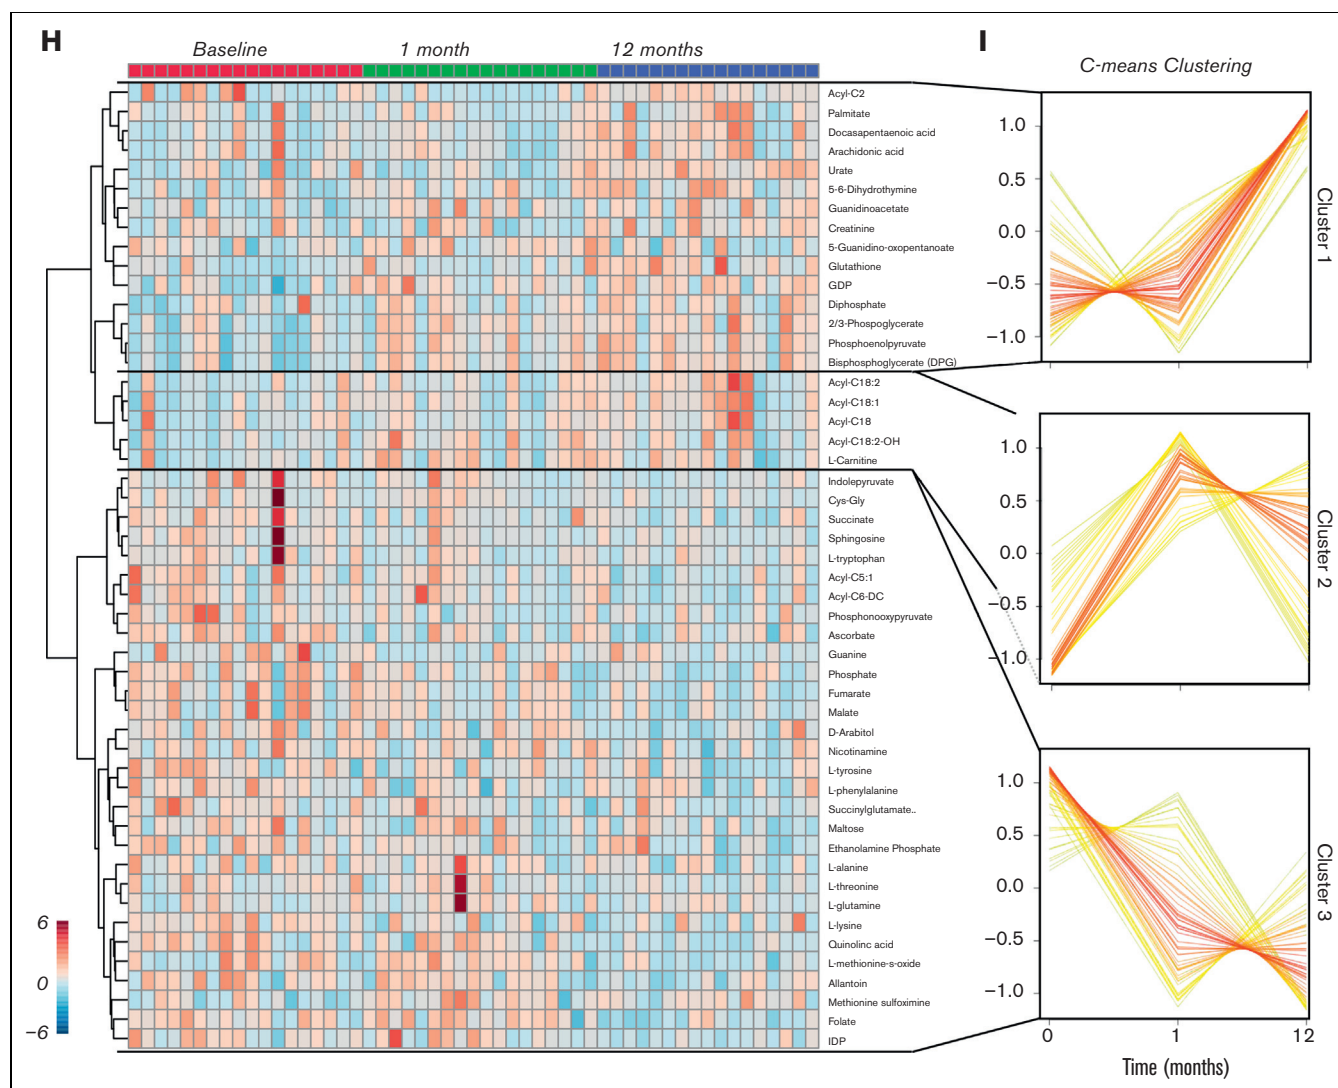 H
Baseline
1 month
12 months
I
C-means Clustering
Acyl-C2
Palmitate
Docasapentaenoic acid
Arachidonic acid
Urate
5-6-Dihydrothymine
Guanidinoacetate
Creatinine
5-Guanidino-oxopentanoate
Glutathione
GDP
Diphosphate
2/3-Phospoglycerate
Phosphoenolpyruvate
Bisphosphoglycerate (DPG)
Acyl-C18:2
Acyl-C18:1
Acyl-C18
Acyl-C18:2-OH
L-Carnitine
Indolepyruvate
Cys-Gly
Succinate
Sphingosine
L-tryptophan
Acyl-C5:1
Acyl-C6-DC
Phosphonooxypyruvate
Ascorbate
Guanine
Phosphate
Fumarate
Malate
D-Arabitol
Nicotinamine
L-tyrosine
L-phenylalanine
Succinylglutamate..
Maltose
Ethanolamine Phosphate
L-alanine
L-threonine
L-glutamine
L-lysine
Quinolinic acid
L-methionine-s-oxide
Allantoin
Methionine sulfoximine
Folate
IDP
6
0
−6
1.0
0.5
0.0
−0.5
−1.0
Cluster 1
1.0
0.5
0.0
−0.5
−1.0
Cluster 2
1.0
0.5
0.0
−0.5
−1.0
Cluster 3
0
1
12
Time (months)